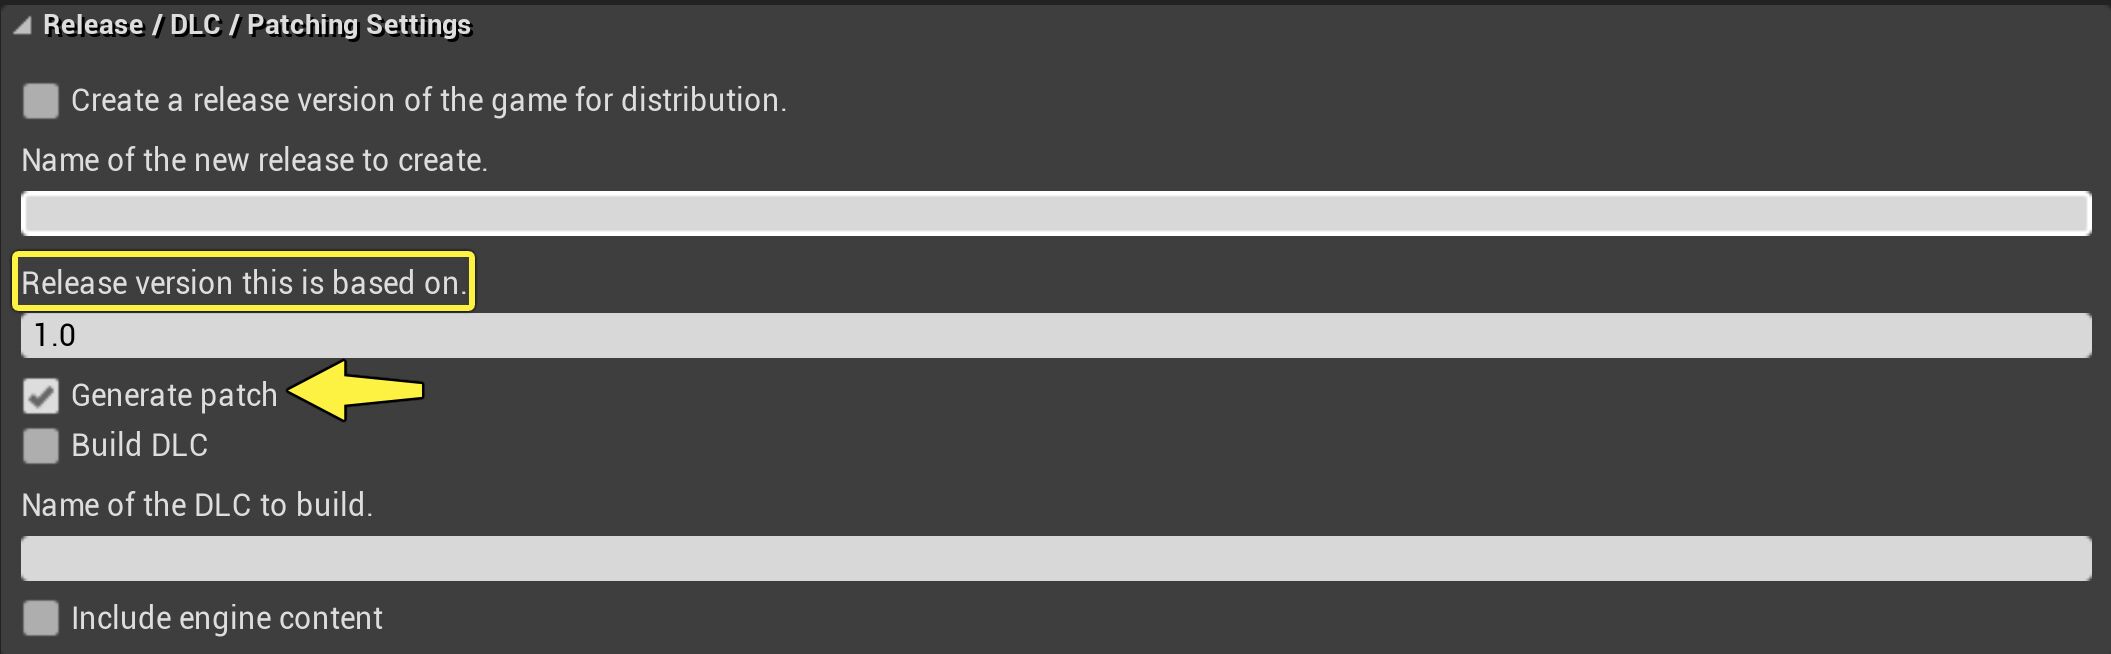 Release / DLC / Patching Settings
Create a release version of the game for distribution.
Name of the new release to create.
Release version this is based on.
1.0
Generate patch
Build DLC
Name of the DLC to build.
Include engine content